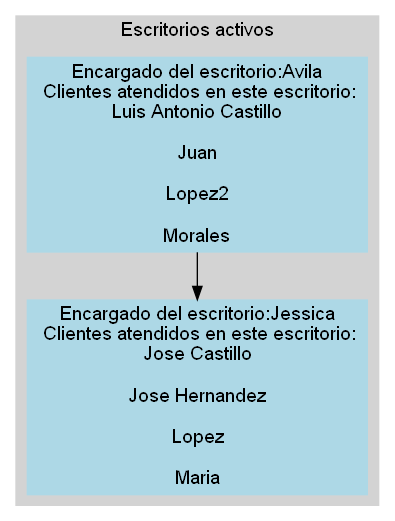 Escritorios activos
Encargado del escritorio:Avila
Clientes atendidos en este escritorio:
Luis Antonio Castillo
Juan
Lopez2
Morales
Encargado del escritorio:Jessica
Clientes atendidos en este escritorio:
Jose Castillo
Jose Hernandez
Lopez
Maria